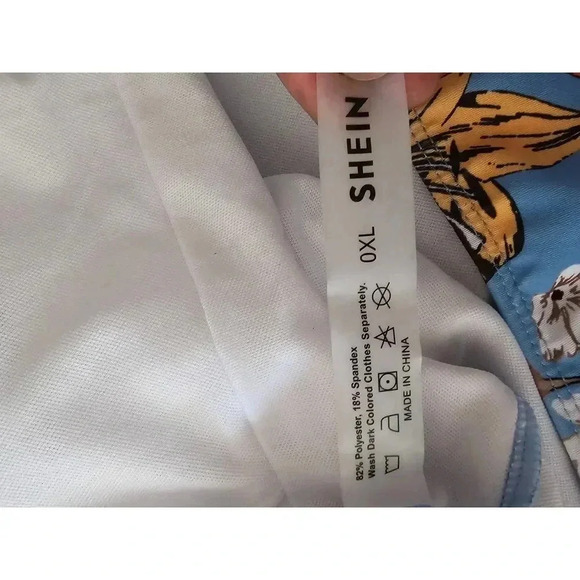 SHEIN
0XL
82% Polyester, 18% Spandex
Wash Dark Colored Clothes Separately.
MADE IN CHINA